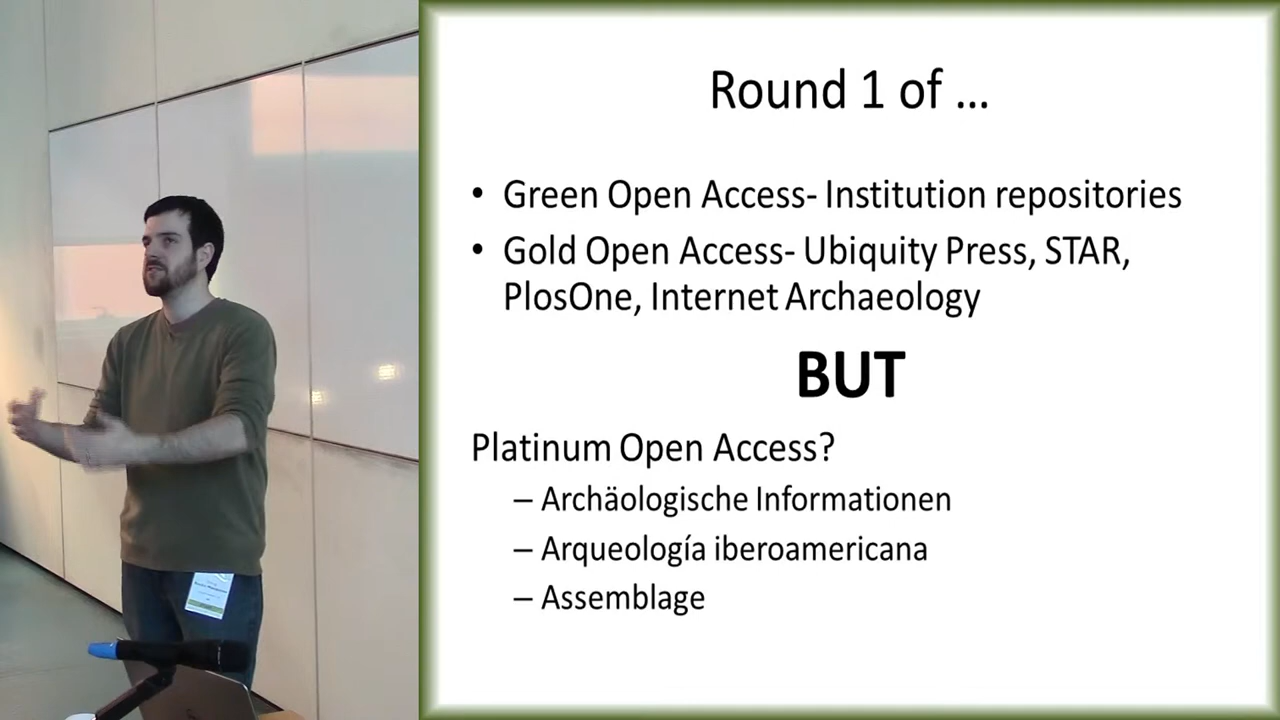 Round 1 of ...
• Green Open Access- Institution repositories
• Gold Open Access- Ubiquity Press, STAR,
PlosOne, Internet Archaeology
BUT
Platinum Open Access?
– Archäologische Informationen
– Arqueología iberoamericana
– Assemblage